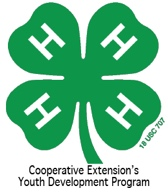 H H
H H
18 USC 707
Cooperative Extension's
Youth Development Program